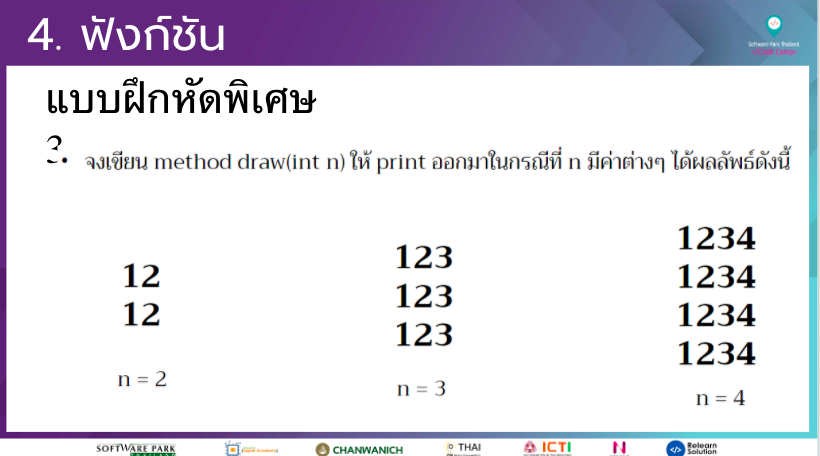 4. ฟังก์ชัน
Software Park Thailand
แบบฝึกหัดพิเศษ
3. จงเขียน method draw(int n) ให้ print ออกมาในกรณีที่ n มีค่าต่างๆ ได้ผลลัพธ์ดังนี้
12
12
n = 2
123
123
123
n = 3
1234
1234
1234
1234
n = 4
SOFTWARE PARK
THAILAND
CHANWANICH
THAI
ICTI
N
Relearn
Solution